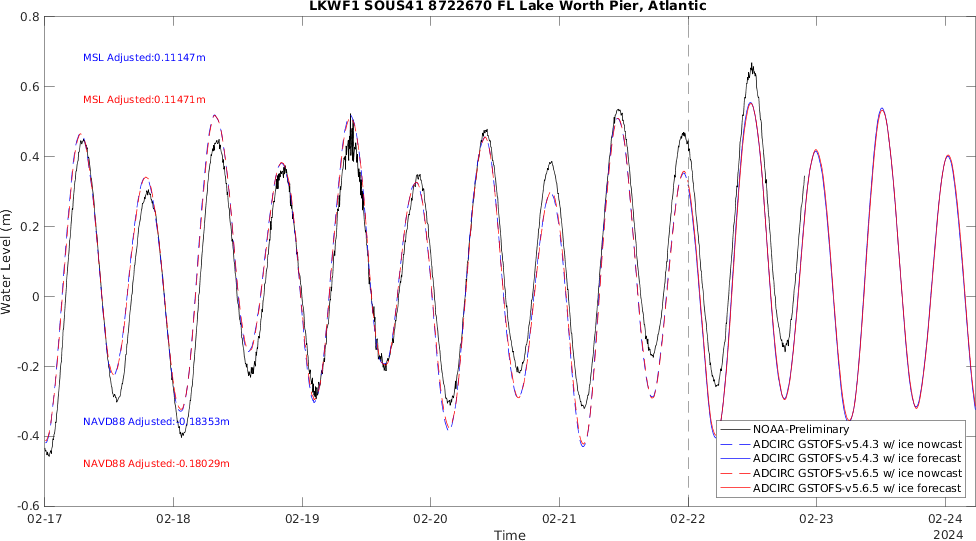 LKWF1 SOUS41 8722670 FL Lake Worth Pier, Atlantic
0.8
0.6
0.4
0.2
0
-0.2
-0.4
-0.6
Water Level (m)
MSL Adjusted:0.11147m
MSL Adjusted:0.11471m
NAVD88 Adjusted:-0.18353m
NAVD88 Adjusted:-0.18029m
NOAA-Preliminary
ADCIRC GSTOFS-v5.4.3 w/ ice nowcast
ADCIRC GSTOFS-v5.4.3 w/ ice forecast
ADCIRC GSTOFS-v5.6.5 w/ ice nowcast
ADCIRC GSTOFS-v5.6.5 w/ ice forecast
02-17 02-18 02-19 02-20 02-21 02-22 02-23 02-24
Time
2024